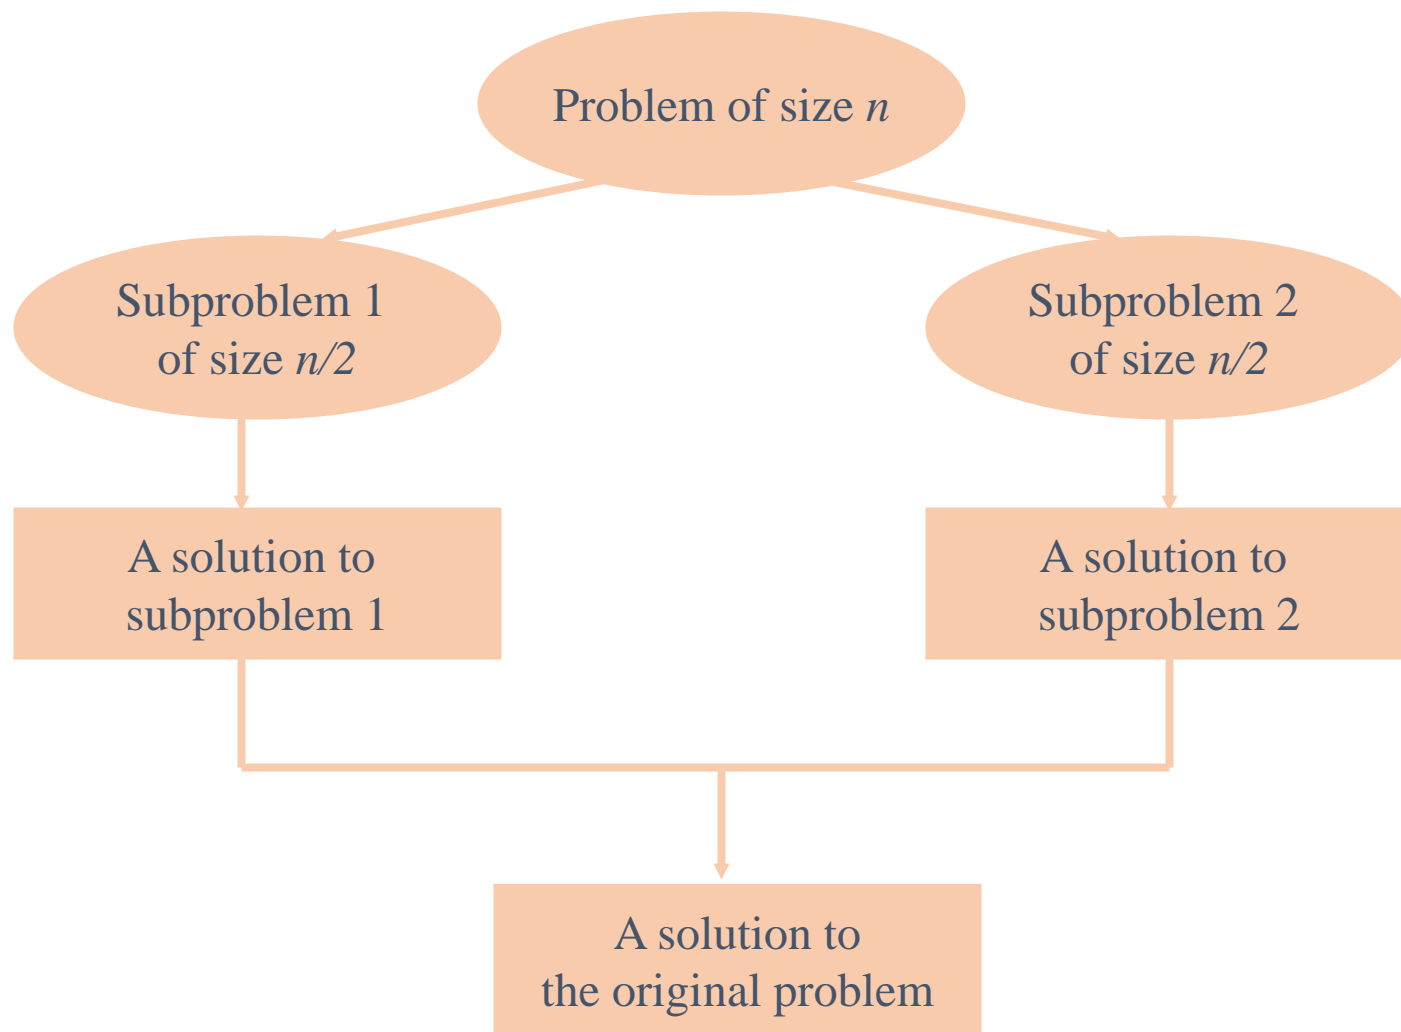 Problem of size n
Subproblem 1
of size n/2
Subproblem 2
of size n/2
A solution to
subproblem 1
A solution to
subproblem 2
A solution to
the original problem